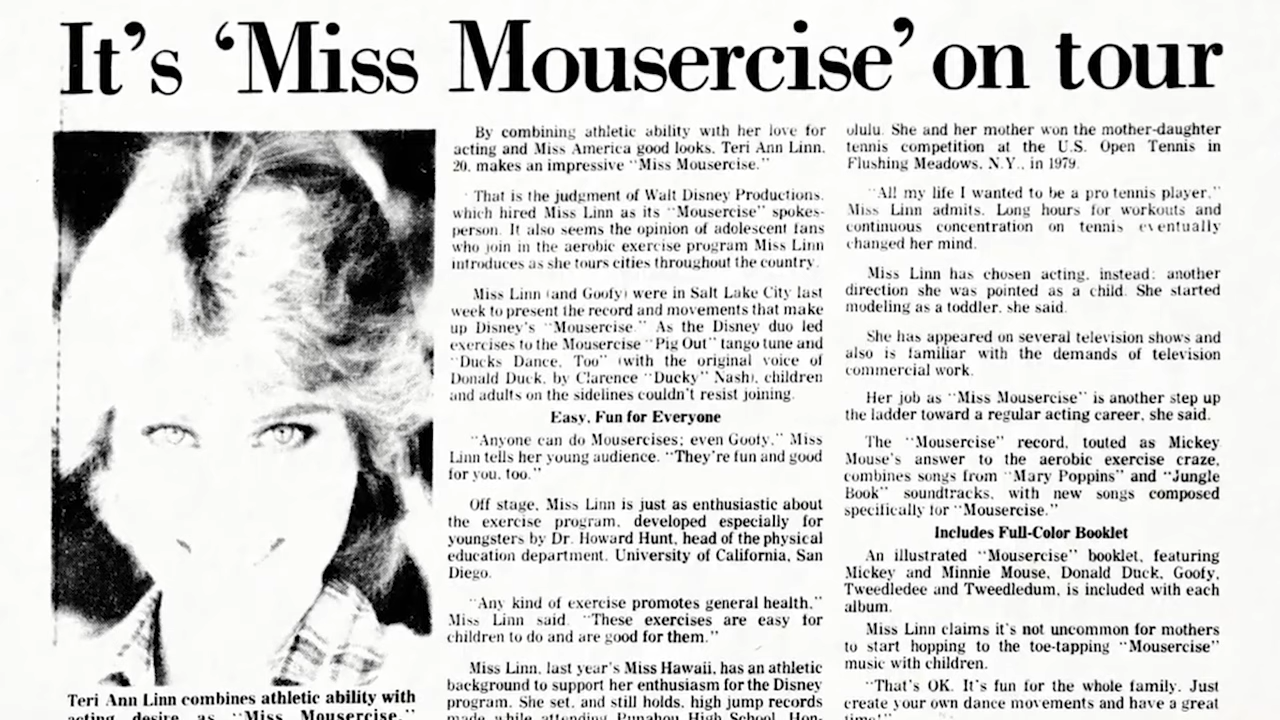 It's 'Miss Mousercise' on tour
Teri Ann Linn combines athletic ability with
acting desire as "Miss Mousercise."
By combining athletic ability with her love for
acting and Miss America good looks, Teri Ann Linn,
20, makes an impressive "Miss Mousercise."
That is the judgment of Walt Disney Productions,
which hired Miss Linn as its "Mousercise" spokes-
person. It also seems the opinion of adolescent fans
who join in the aerobic exercise program Miss Linn
introduces as she tours cities throughout the country.
Miss Linn (and Goofy) were in Salt Lake City last
week to present the record and movements that make
up Disney's "Mousercise." As the Disney duo led
exercises to the Mousercise "Pig Out" tango tune and
"Ducks Dance, Too" (with the original voice of
Donald Duck, by Clarence "Ducky" Nash), children
and adults on the sidelines couldn't resist joining.
Easy, Fun for Everyone
"Anyone can do Mousercises; even Goofy," Miss
Linn tells her young audience. "They're fun and good
for you, too."
Off stage, Miss Linn is just as enthusiastic about
the exercise program, developed especially for
youngsters by Dr. Howard Hunt, head of the physical
education department, University of California, San
Diego.
"Any kind of exercise promotes general health,"
Miss Linn said. "These exercises are easy for
children to do and are good for them."
Miss Linn, last year's Miss Hawaii, has an athletic
background to support her enthusiasm for the Disney
program. She set, and still holds, high jump records
made while attending Punahou High School, Hon-
olulu. She and her mother won the mother-daughter
tennis competition at the U.S. Open Tennis in
Flushing Meadows, N.Y., in 1979.
"All my life I wanted to be a pro tennis player,"
Miss Linn admits. Long hours for workouts and
continuous concentration on tennis eventually
changed her mind.
Miss Linn has chosen acting, instead; another
direction she was pointed as a child. She started
modeling as a toddler, she said.
She has appeared on several television shows and
also is familiar with the demands of television
commercial work.
Her job as "Miss Mousercise" is another step up
the ladder toward a regular acting career, she said.
The "Mousercise" record, touted as Mickey
Mouse's answer to the aerobic exercise craze,
combines songs from "Mary Poppins" and "Jungle
Book" soundtracks, with new songs composed
specifically for "Mousercise."
Includes Full-Color Booklet
An illustrated "Mousercise" booklet, featuring
Mickey and Minnie Mouse, Donald Duck, Goofy,
Tweedledee and Tweedledum, is included with each
album.
Miss Linn claims it's not uncommon for mothers
to start hopping to the toe-tapping "Mousercise"
music with children.
"That's OK. It's fun for the whole family. Just
create your own dance movements and have a great
time!"